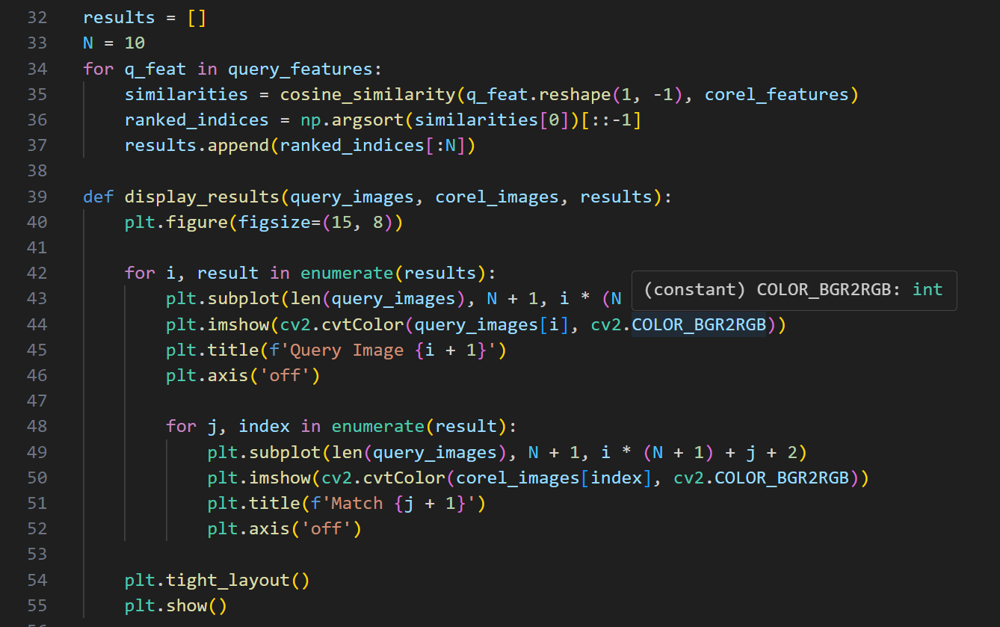 32 results = []
33 N = 10
34 for q_feat in query_features:
35     similarities = cosine_similarity(q_feat.reshape(1, -1), corel_features)
36     ranked_indices = np.argsort(similarities[0])[::-1]
37     results.append(ranked_indices[:N])
38
39 def display_results(query_images, corel_images, results):
40     plt.figure(figsize=(15, 8))
41
42     for i, result in enumerate(results):
(constant) COLOR_BGR2RGB: int
43         plt.subplot(len(query_images), N + 1, i * (N
44         plt.imshow(cv2.cvtColor(query_images[i], cv2.COLOR_BGR2RGB))
45         plt.title(f'Query Image {i + 1}')
46         plt.axis('off')
47
48         for j, index in enumerate(result):
49             plt.subplot(len(query_images), N + 1, i * (N + 1) + j + 2)
50             plt.imshow(cv2.cvtColor(corel_images[index], cv2.COLOR_BGR2RGB))
51             plt.title(f'Match {j + 1}')
52             plt.axis('off')
53
54     plt.tight_layout()
55     plt.show()